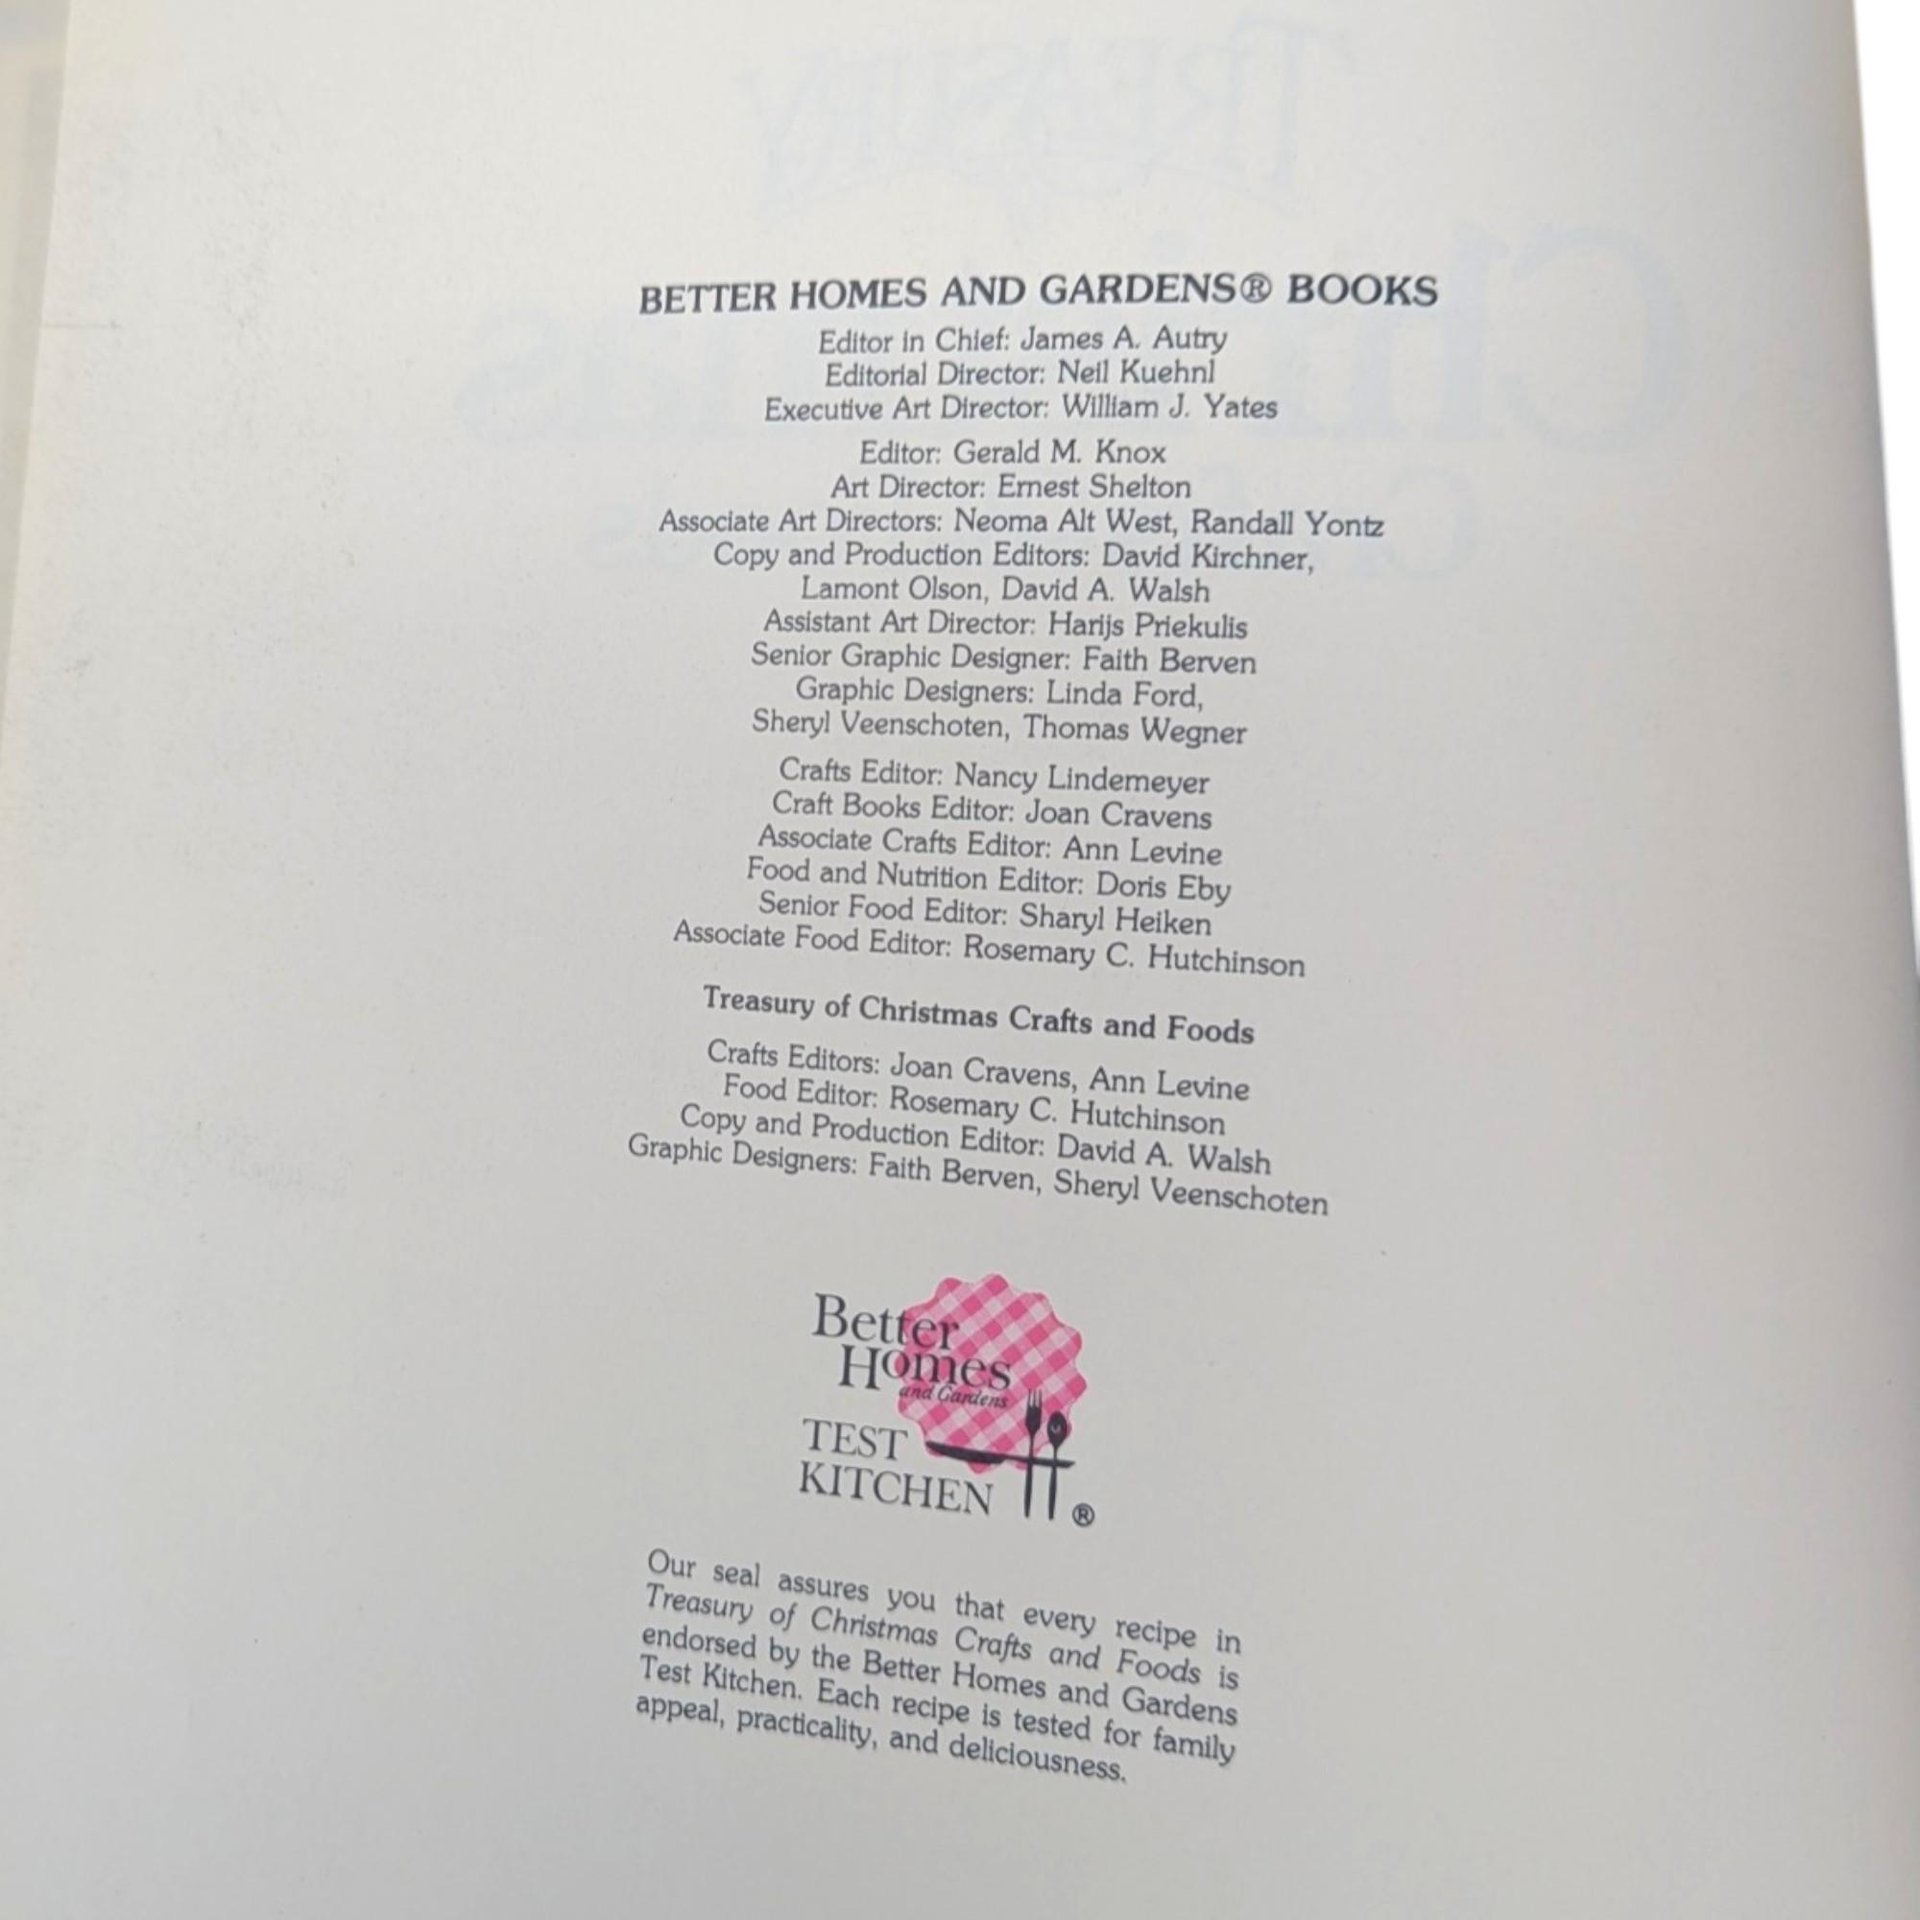 BETTER HOMES AND GARDENS® BOOKS
Editor in Chief: James A. Autry
Editorial Director: Neil Kuehnl
Executive Art Director: William J. Yates
Editor: Gerald M. Knox
Art Director: Ernest Shelton
Associate Art Directors: Neoma Alt West, Randall Yontz
Copy and Production Editors: David Kirchner,
Lamont Olson, David A. Walsh
Assistant Art Director: Harijs Priekulis
Senior Graphic Designer: Faith Berven
Graphic Designers: Linda Ford,
Sheryl Veenschoten, Thomas Wegner
Crafts Editor: Nancy Lindemeyer
Craft Books Editor: Joan Cravens
Associate Crafts Editor: Ann Levine
Food and Nutrition Editor: Doris Eby
Senior Food Editor: Sharyl Heiken
Associate Food Editor: Rosemary C. Hutchinson
Treasury of Christmas Crafts and Foods
Crafts Editors: Joan Cravens, Ann Levine
Food Editor: Rosemary C. Hutchinson
Copy and Production Editor: David A. Walsh
Graphic Designers: Faith Berven, Sheryl Veenschoten
Better
Homes
and Gardens
TEST
KITCHEN ®
Our seal assures you that every recipe in
Treasury of Christmas Crafts and Foods is
endorsed by the Better Homes and Gardens
Test Kitchen. Each recipe is tested for family
appeal, practicality, and deliciousness.